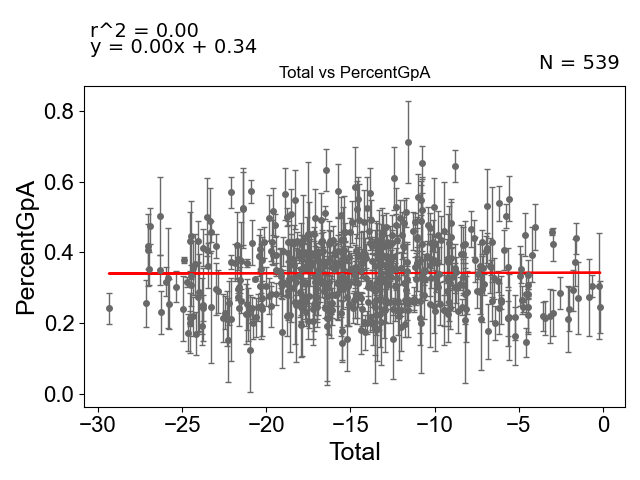 r^2 = 0.00
y = 0.00x + 0.34
N = 539
Total vs PercentGpA
PercentGpA
0.8
0.6
0.4
0.2
0.0
−30
−25
−20
−15
−10
−5
0
Total